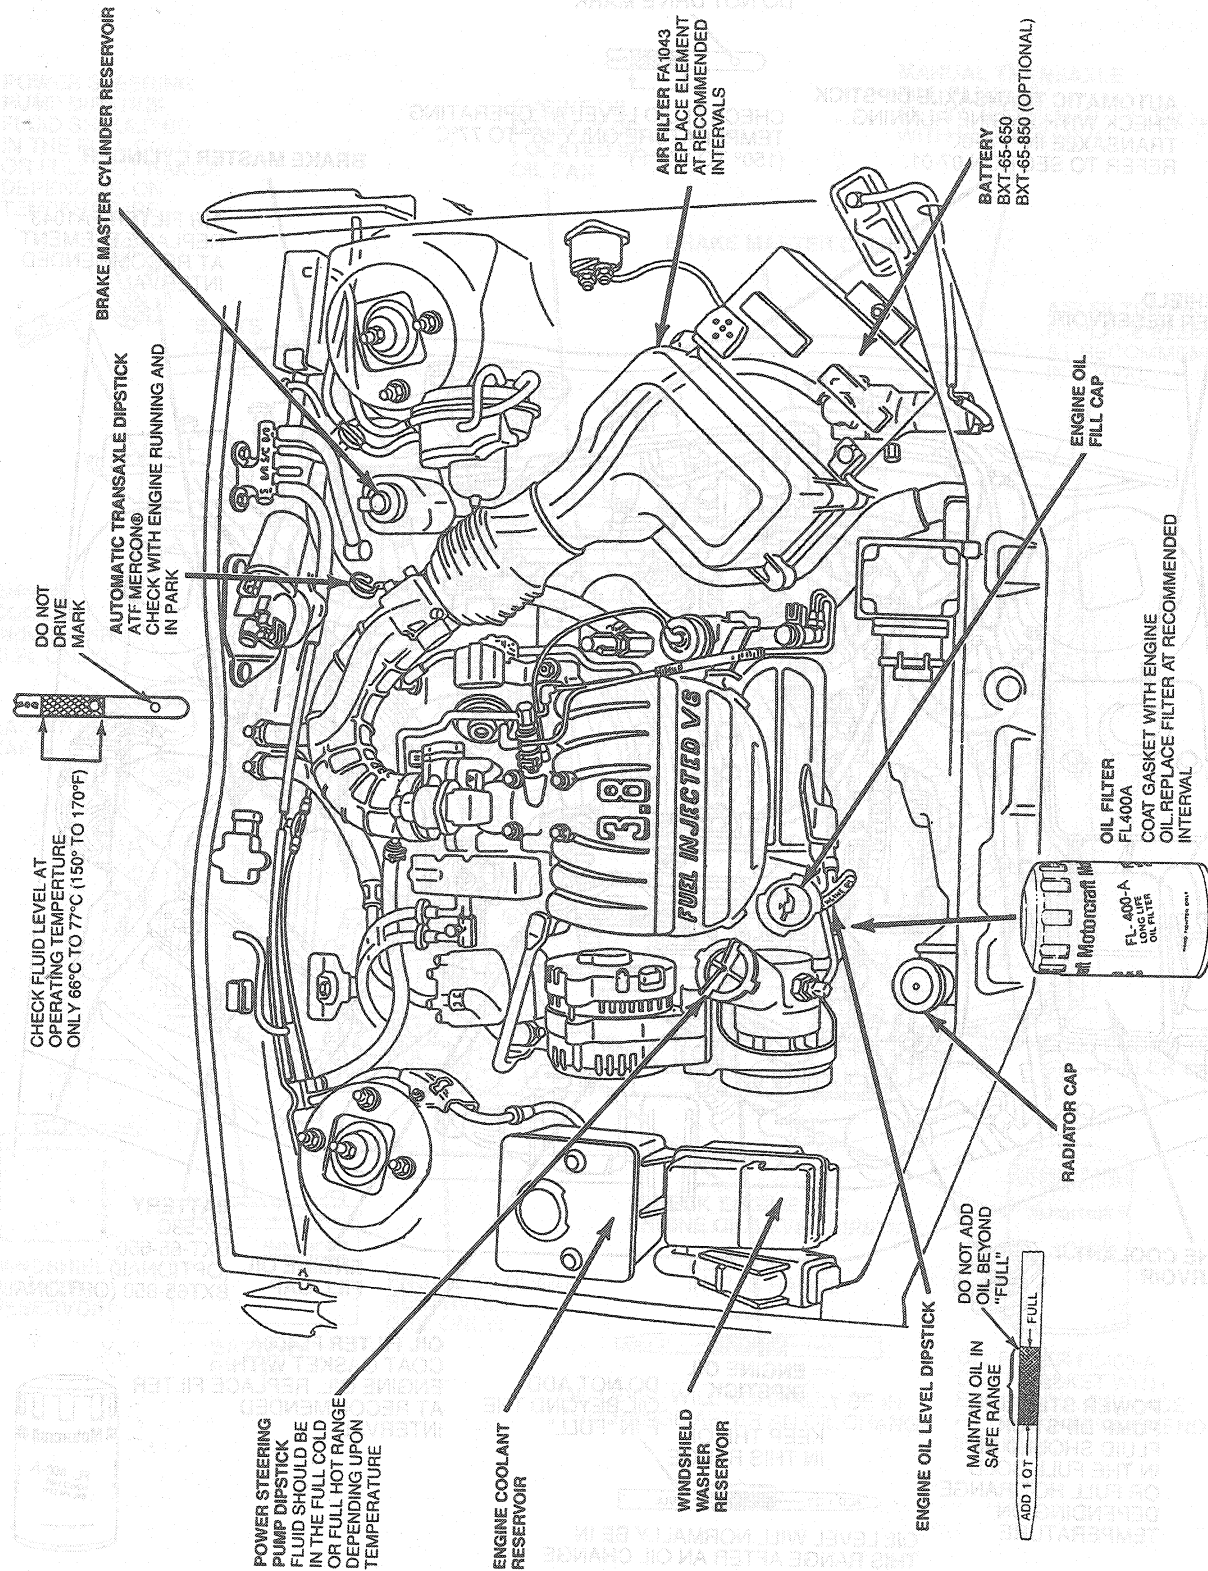 BRAKE MASTER CYLINDER RESERVOIR
AUTOMATIC TRANSAXLE DIPSTICK
ATF MERCON®
CHECK WITH ENGINE RUNNING AND
IN PARK
DO NOT
DRIVE
MARK
CHECK FLUID LEVEL AT
OPERATING TEMPERTURE
ONLY 66°C TO 77°C (150° TO 170°F)
AIR FILTER FA1043
REPLACE ELEMENT
AT RECOMMENDED
INTERVALS
BATTERY
BXT-65-650
BXT-65-850 (OPTIONAL)
ENGINE OIL
FILL CAP
3.8
FUEL INJECTED V6
POWER STEERING
PUMP DIPSTICK
FLUID SHOULD BE
IN THE FULL COLD
OR FULL HOT RANGE
DEPENDING UPON
TEMPERATURE
ENGINE COOLANT
RESERVOIR
WINDSHIELD
WASHER
RESERVOIR
ENGINE OIL LEVEL DIPSTICK
MAINTAIN OIL IN
SAFE RANGE
DO NOT ADD
OIL BEYOND
"FULL"
ADD 1 QT
FULL
RADIATOR CAP
OIL FILTER
FL400A
COAT GASKET WITH ENGINE
OIL.REPLACE FILTER AT RECOMMENDED
INTERVAL
Motorcraft
FL-400-A
LONG LIFE
OIL FILTER